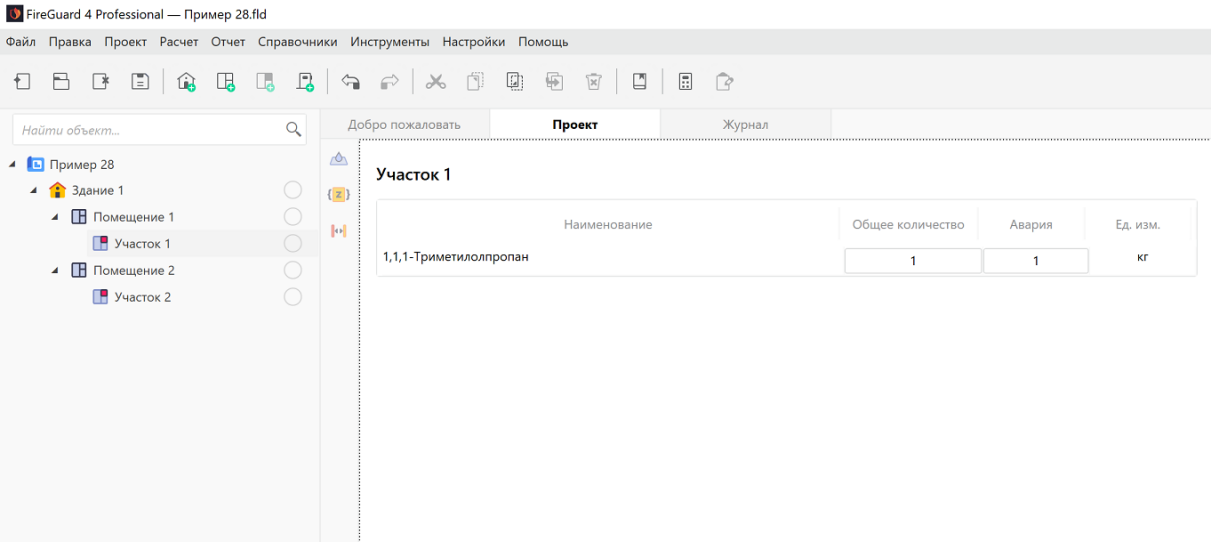 FireGuard 4 Professional — Пример 28.fld
Файл Правка Проект Расчет Отчет Справочники Инструменты Настройки Помощь
Найти объект...
Добро пожаловать Проект Журнал
Пример 28
Здание 1
Помещение 1
Участок 1
Помещение 2
Участок 2
{z}
Участок 1
Наименование Общее количество Авария Ед. изм.
1,1,1-Триметилолпропан 1 1 кг